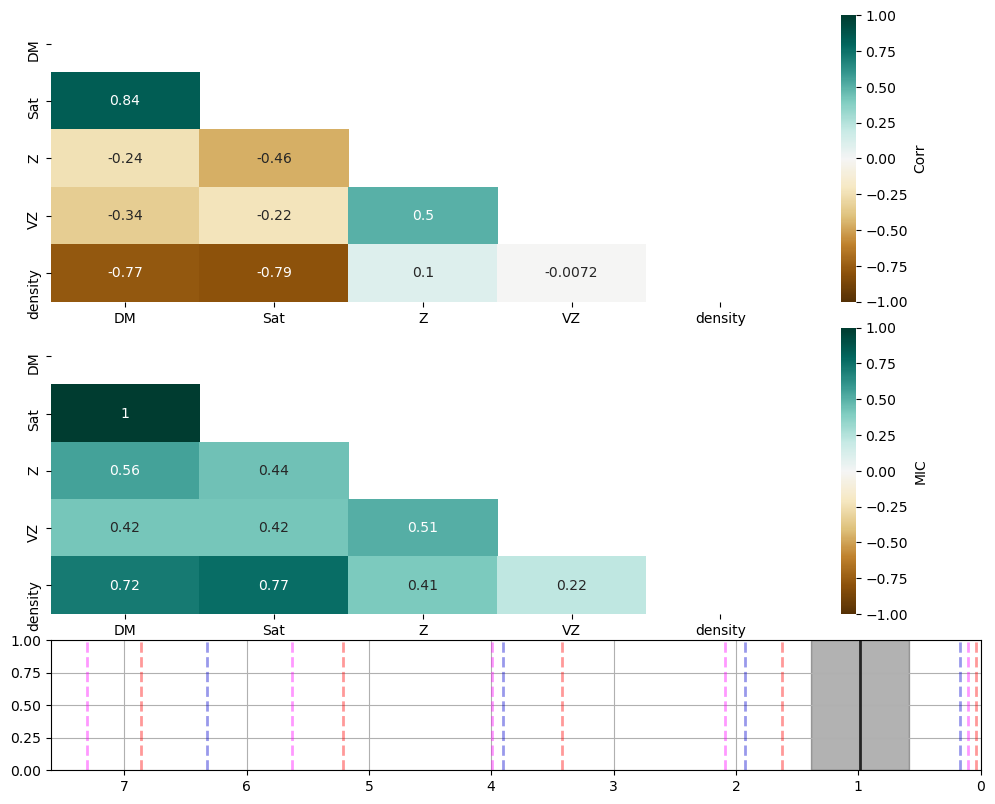 DM
Sat
Z
VZ
density
0.84
-0.24 -0.46
-0.34 -0.22 0.5
-0.77 -0.79 0.1 -0.0072
DM Sat Z VZ density
1.00
0.75
0.50
0.25
0.00
−0.25
−0.50
−0.75
−1.00
Corr
DM
Sat
Z
VZ
density
1
0.56 0.44
0.42 0.42 0.51
0.72 0.77 0.41 0.22
DM Sat Z VZ density
1.00
0.75
0.50
0.25
0.00
−0.25
−0.50
−0.75
−1.00
MIC
1.00
0.75
0.50
0.25
0.00
7 6 5 4 3 2 1 0